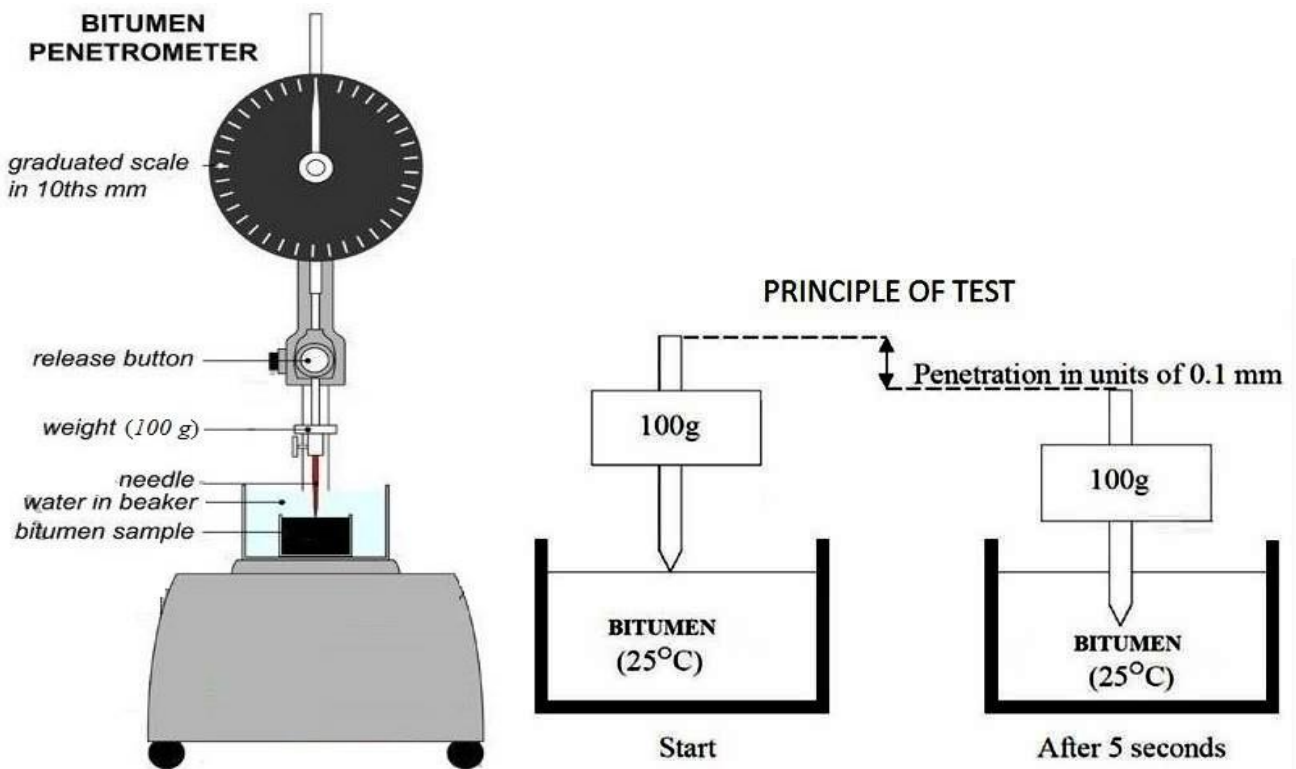 BITUMEN
PENETROMETER
graduated scale
in 10ths mm
release button
weight (100 g)
needle
water in beaker
bitumen sample
PRINCIPLE OF TEST
Penetration in units of 0.1 mm
100g
100g
BITUMEN
(25°C)
BITUMEN
(25°C)
Start
After 5 seconds